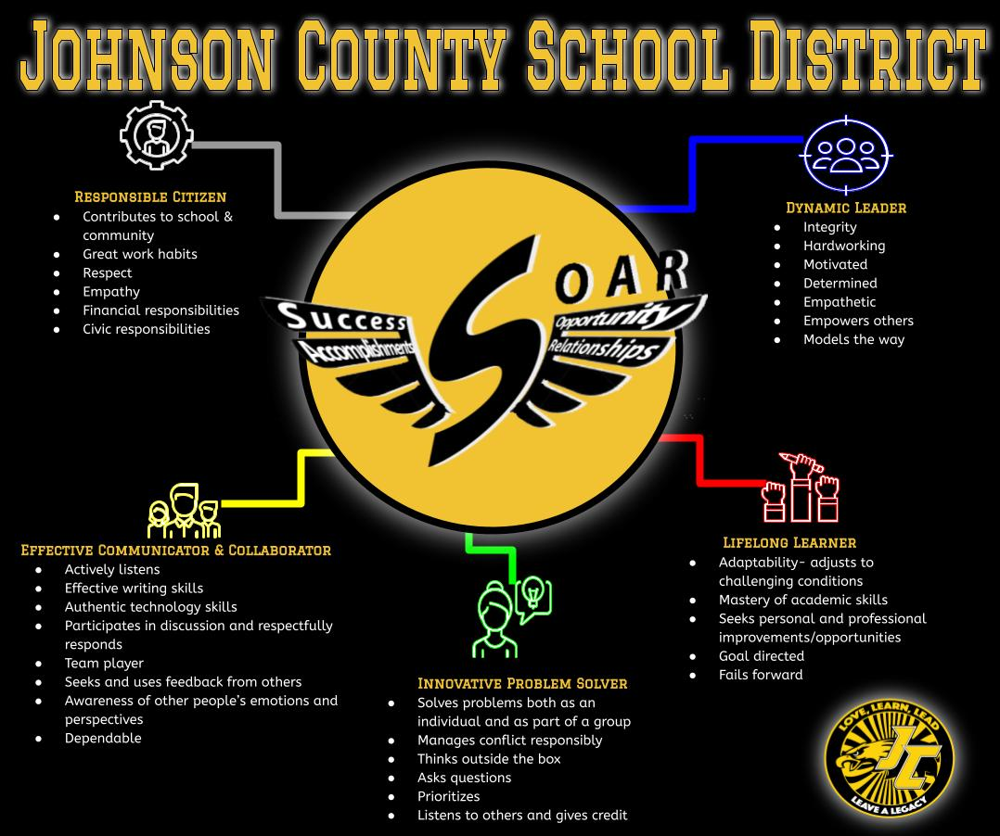 JOHNSON COUNTY SCHOOL DISTRICT
RESPONSIBLE CITIZEN
● Contributes to school &
community
● Great work habits
● Respect
● Empathy
● Financial responsibilities
● Civic responsibilities
DYNAMIC LEADER
● Integrity
● Hardworking
● Motivated
● Determined
● Empathetic
● Empowers others
● Models the way
SOAR
Success
Accomplishments
Opportunity
Relationships
EFFECTIVE COMMUNICATOR & COLLABORATOR
● Actively listens
● Effective writing skills
● Authentic technology skills
● Participates in discussion and respectfully
responds
● Team player
● Seeks and uses feedback from others
● Awareness of other people's emotions and
perspectives
● Dependable
INNOVATIVE PROBLEM SOLVER
● Solves problems both as an
individual and as part of a group
● Manages conflict responsibly
● Thinks outside the box
● Asks questions
● Prioritizes
● Listens to others and gives credit
LIFELONG LEARNER
● Adaptability- adjusts to
challenging conditions
● Mastery of academic skills
● Seeks personal and professional
improvements/opportunities
● Goal directed
● Fails forward
LOVE, LEARN, LEAD
JC
LEAVE A LEGACY